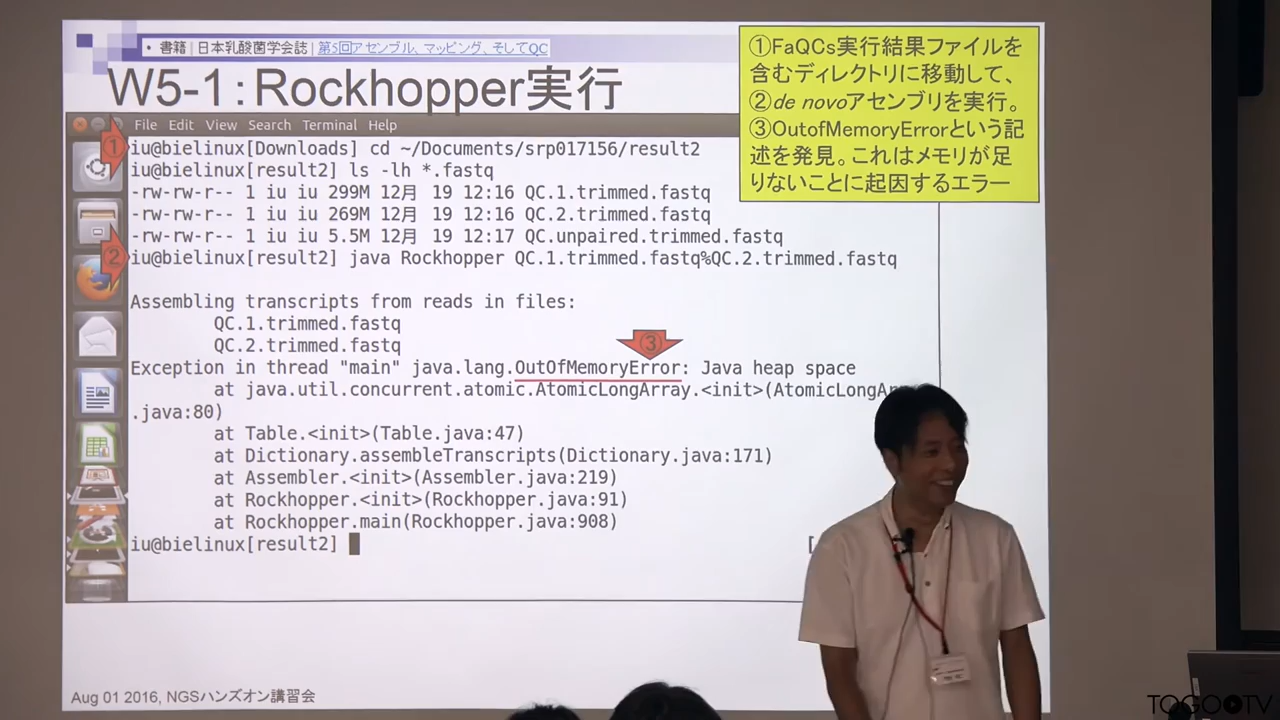 • 書籍 | 日本乳酸菌学会誌 | 第5回アセンブル、マッピング、そしてQC
W5-1：Rockhopper実行
①FaQCs実行結果ファイルを
含むディレクトリに移動して、
②de novoアセンブリを実行。
③OutofMemoryErrorという記
述を発見。これはメモリが足
りないことに起因するエラー
File Edit View Search Terminal Help
①
iu@bielinux[Downloads] cd ~/Documents/srp017156/result2
iu@bielinux[result2] ls -lh *.fastq
-rw-rw-r-- 1 iu iu 299M 12月 19 12:16 QC.1.trimmed.fastq
-rw-rw-r-- 1 iu iu 269M 12月 19 12:16 QC.2.trimmed.fastq
-rw-rw-r-- 1 iu iu 5.5M 12月 19 12:17 QC.unpaired.trimmed.fastq
②
iu@bielinux[result2] java Rockhopper QC.1.trimmed.fastq%QC.2.trimmed.fastq
Assembling transcripts from reads in files:
QC.1.trimmed.fastq
QC.2.trimmed.fastq
③
Exception in thread "main" java.lang.OutOfMemoryError: Java heap space
at java.util.concurrent.atomic.AtomicLongArray.<init>(AtomicLongAr
.java:80)
at Table.<init>(Table.java:47)
at Dictionary.assembleTranscripts(Dictionary.java:171)
at Assembler.<init>(Assembler.java:219)
at Rockhopper.<init>(Rockhopper.java:91)
at Rockhopper.main(Rockhopper.java:908)
iu@bielinux[result2]
[
Aug 01 2016, NGSハンズオン講習会
TOGOTV